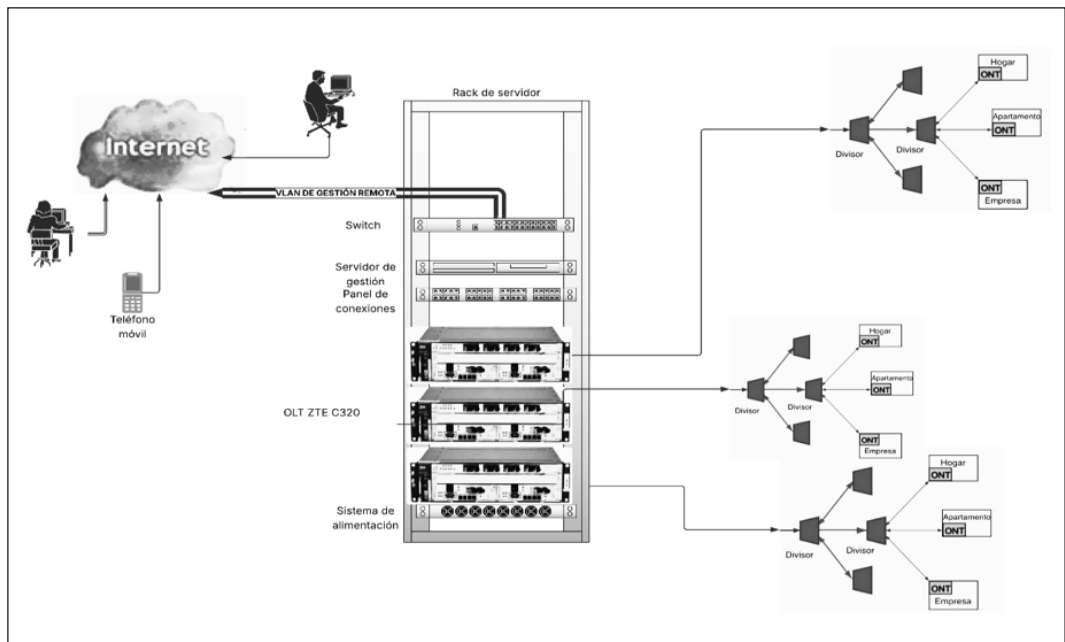 Internet
VLAN DE GESTIÓN REMOTA
Teléfono
móvil
Rack de servidor
Switch
Servidor de
gestión
Panel de
conexiones
OLT ZTE C320
Sistema de
alimentación
Divisor
Divisor
Hogar
ONT
Apartamento
ONT
ONT
Empresa
Divisor
Divisor
Hogar
ONT
Apartamento
ONT
ONT
Empresa
Divisor
Divisor
Hogar
ONT
Apartamento
ONT
ONT
Empresa